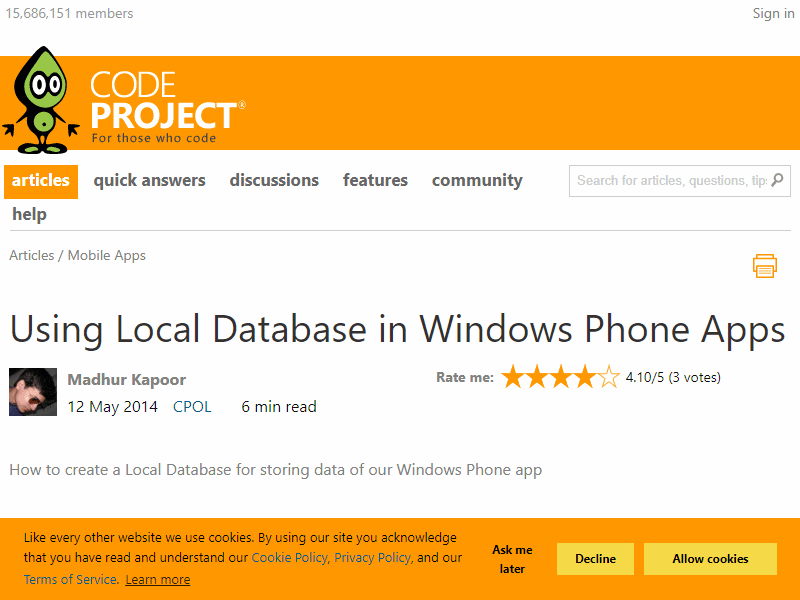 15,686,151 members
Sign in
CODE
PROJECT®
For those who code
articles quick answers discussions features community
Search for articles, questions, tips
help
Articles / Mobile Apps
Using Local Database in Windows Phone Apps
Madhur Kapoor
Rate me: 4.10/5 (3 votes)
12 May 2014 CPOL 6 min read
How to create a Local Database for storing data of our Windows Phone app
Like every other website we use cookies. By using our site you acknowledge
that you have read and understand our Cookie Policy, Privacy Policy, and our
Terms of Service. Learn more
Ask me
later
Decline
Allow cookies